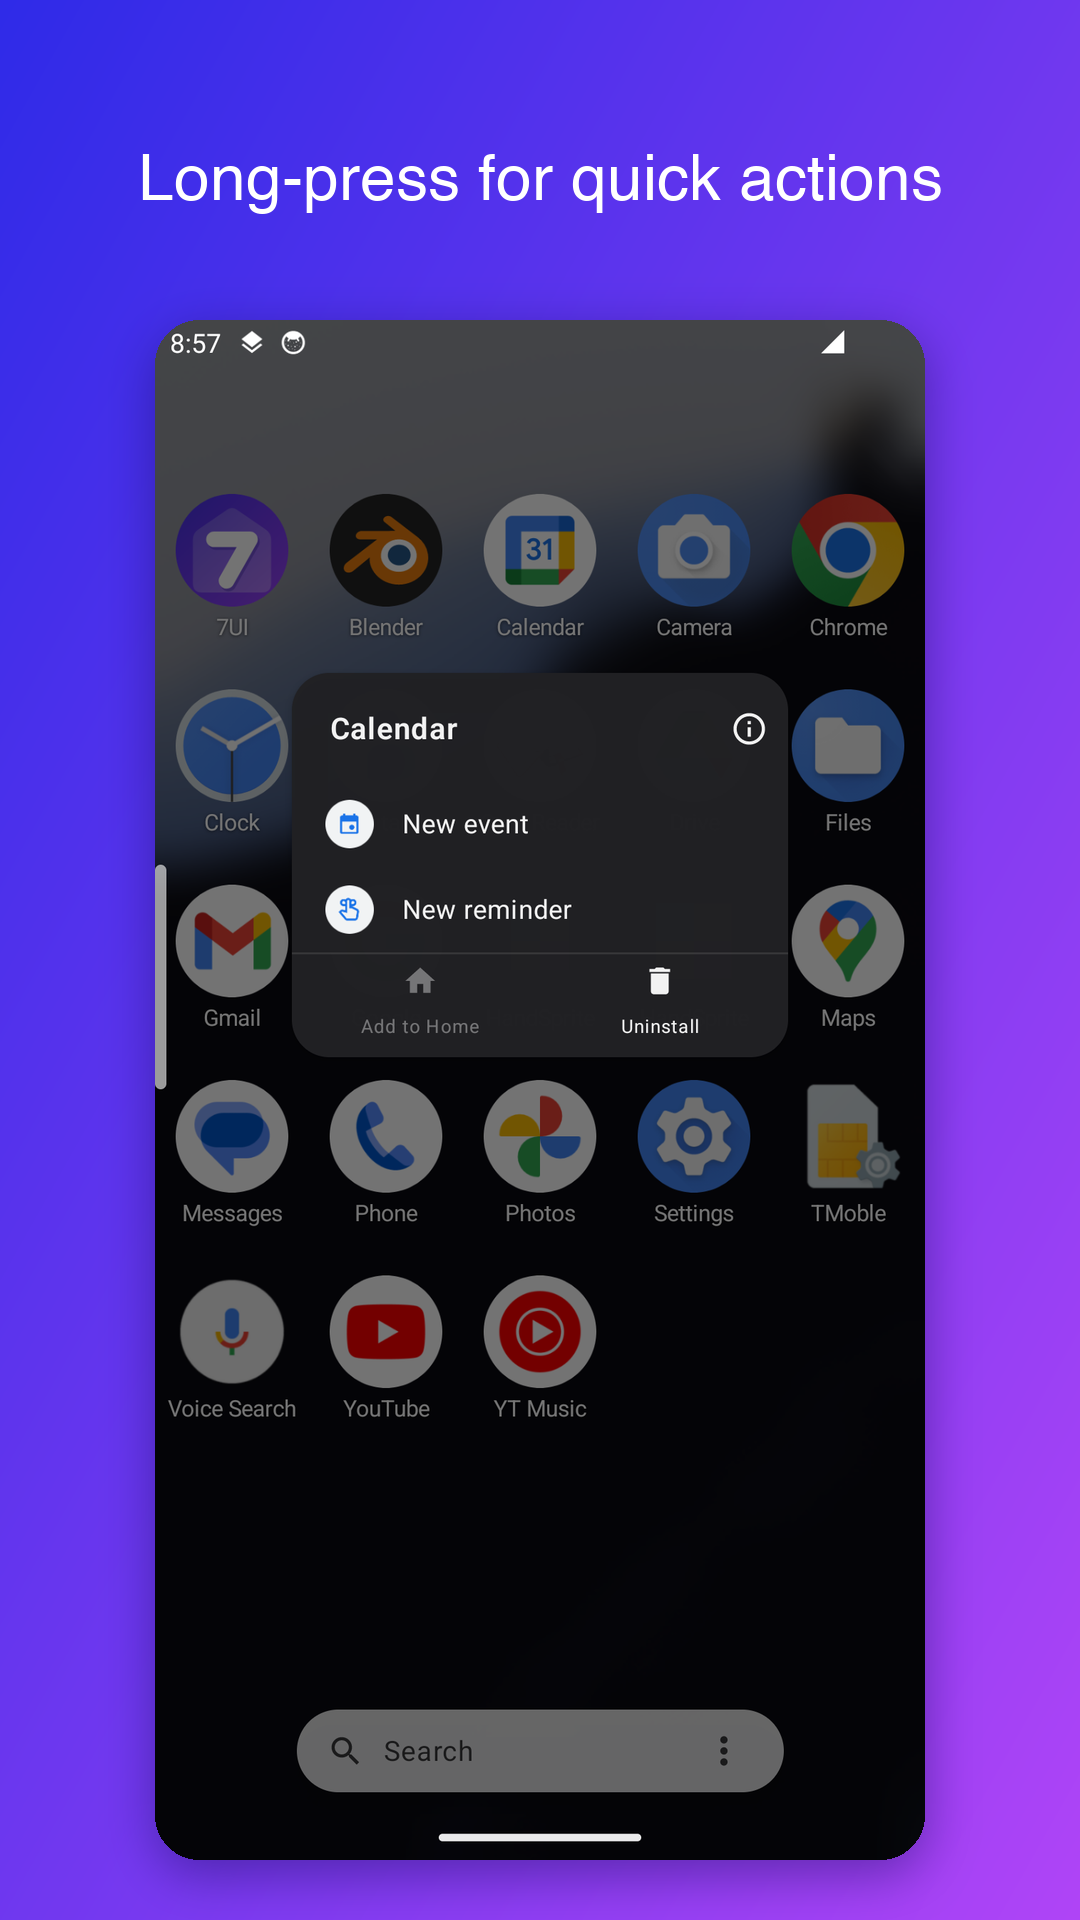 Long-press for quick actions
8:57
7
31
7UI Blender Calendar Camera Chrome
Calendar
New event
New reminder
Add to Home Uninstall
Clock Files
Gmail Maps
Messages Phone Photos Settings TMoble
Voice Search YouTube YT Music
Search